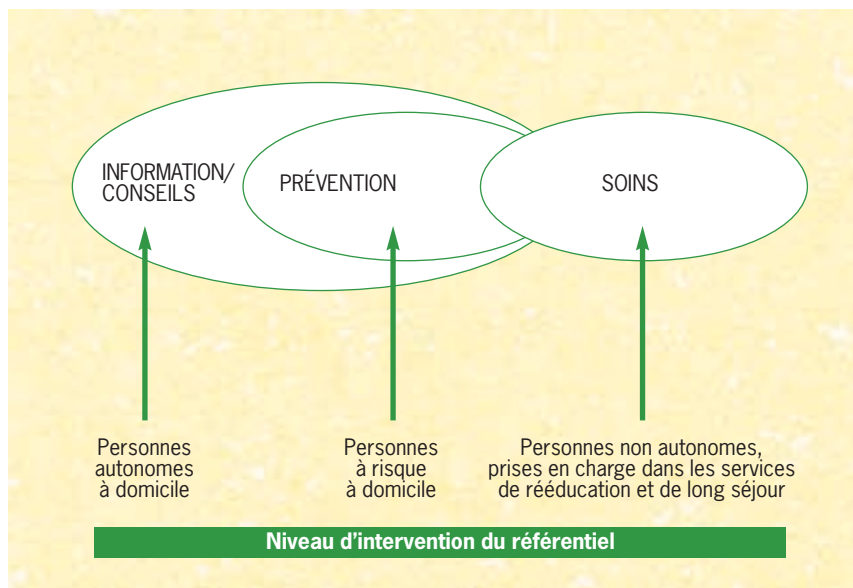 INFORMATION/
CONSEILS
PRÉVENTION
SOINS
Personnes
autonomes
à domicile
Personnes
à risque
à domicile
Personnes non autonomes,
prises en charge dans les services
de rééducation et de long séjour
Niveau d'intervention du référentiel